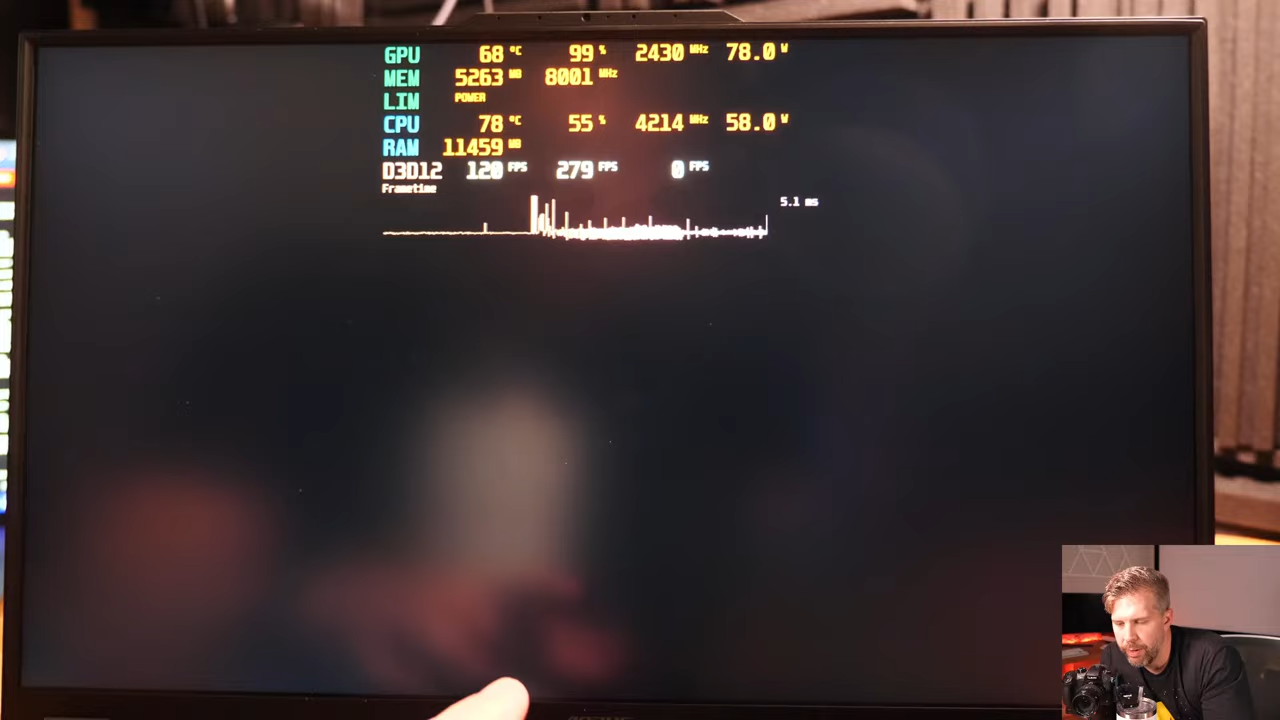 GPU 68 °C 99 % 2430 MHz 78.0 W
MEM 5263 MB 8001 MHz
LIM POWER
CPU 78 °C 55 % 4214 MHz 58.0 W
RAM 11459 MB
D3D12 120 FPS 279 FPS 0 FPS
Frametime
5.1 ms